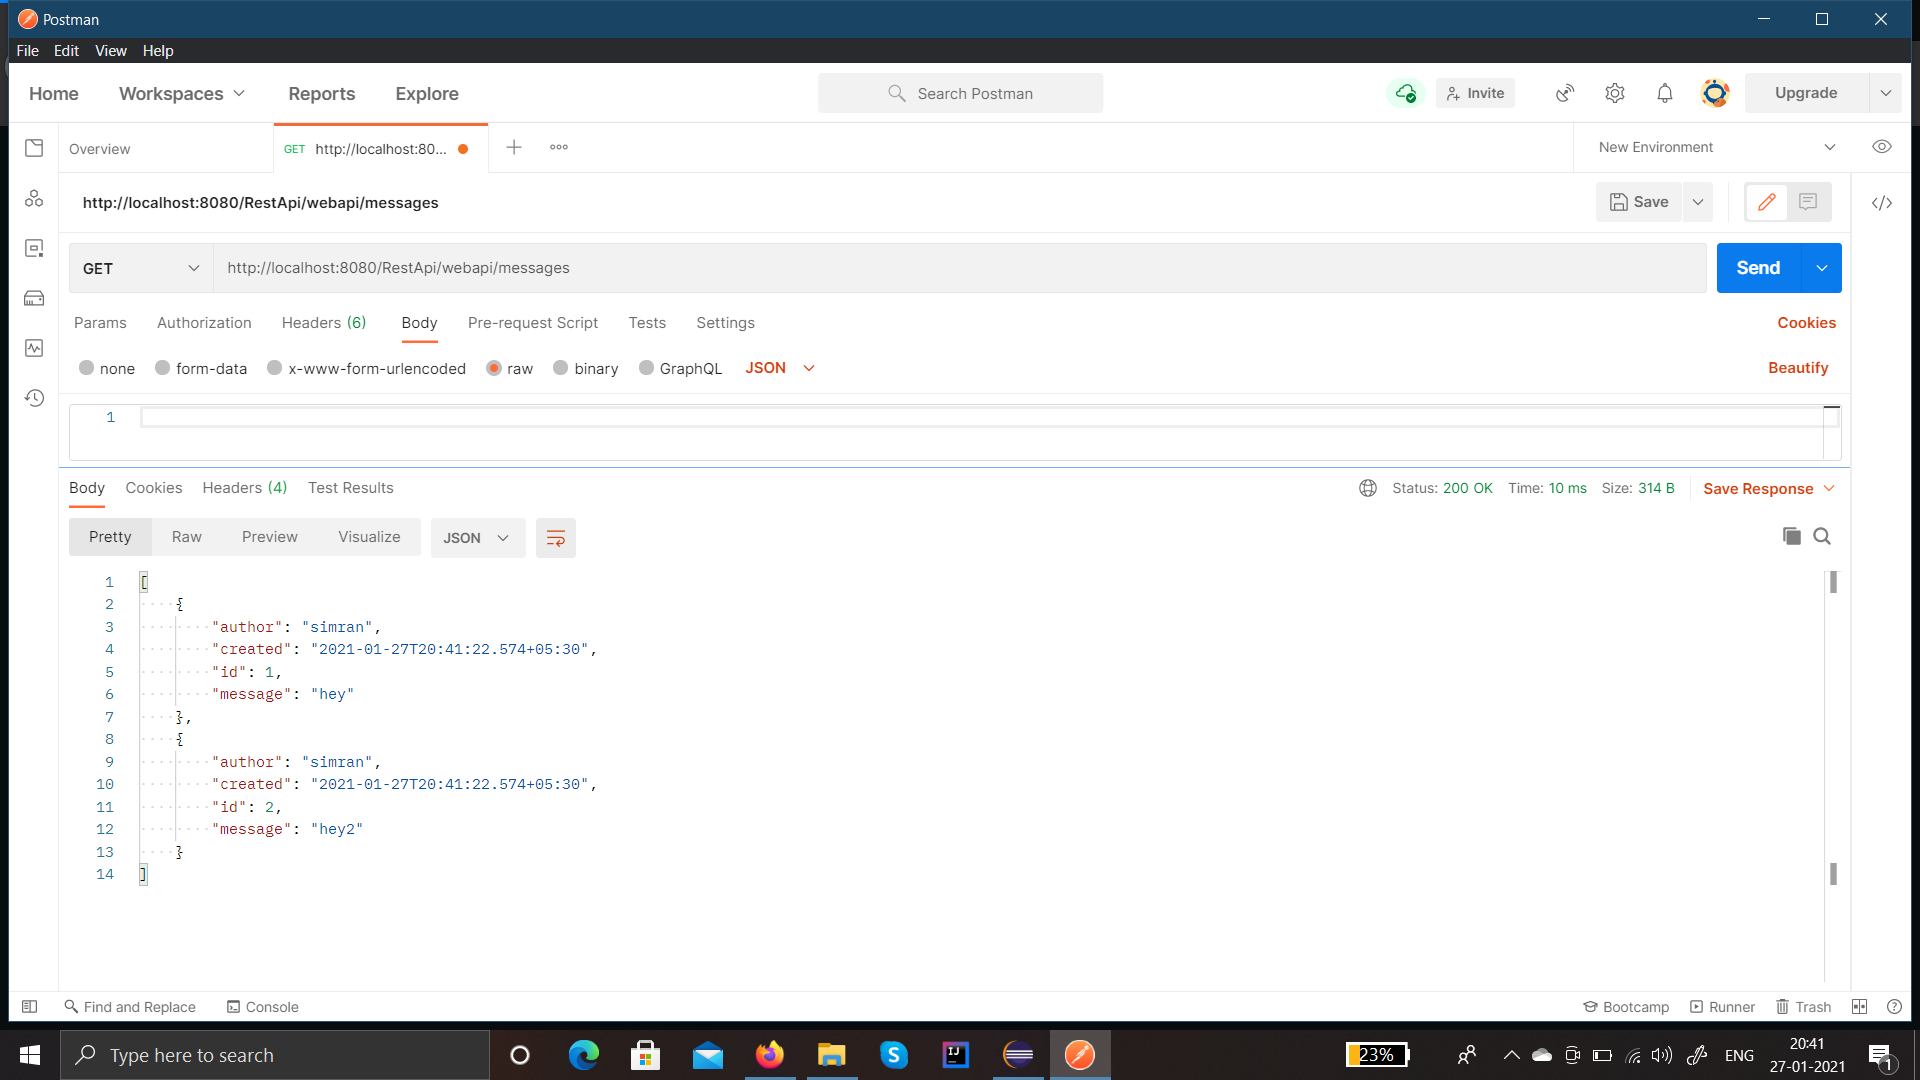 Postman
File Edit View Help
Home Workspaces Reports Explore Search Postman Invite Upgrade
Overview GET http://localhost:80... New Environment
http://localhost:8080/RestApi/webapi/messages Save
GET http://localhost:8080/RestApi/webapi/messages Send
Params Authorization Headers (6) Body Pre-request Script Tests Settings Cookies
none form-data x-www-form-urlencoded raw binary GraphQL JSON Beautify
1
Body Cookies Headers (4) Test Results Status: 200 OK Time: 10 ms Size: 314 B Save Response
Pretty Raw Preview Visualize JSON
1 [
2 {
3 "author": "simran",
4 "created": "2021-01-27T20:41:22.574+05:30",
5 "id": 1,
6 "message": "hey"
7 },
8 {
9 "author": "simran",
10 "created": "2021-01-27T20:41:22.574+05:30",
11 "id": 2,
12 "message": "hey2"
13 }
14 ]
Find and Replace Console Bootcamp Runner Trash
Type here to search 23% ENG 20:41
27-01-2021 1